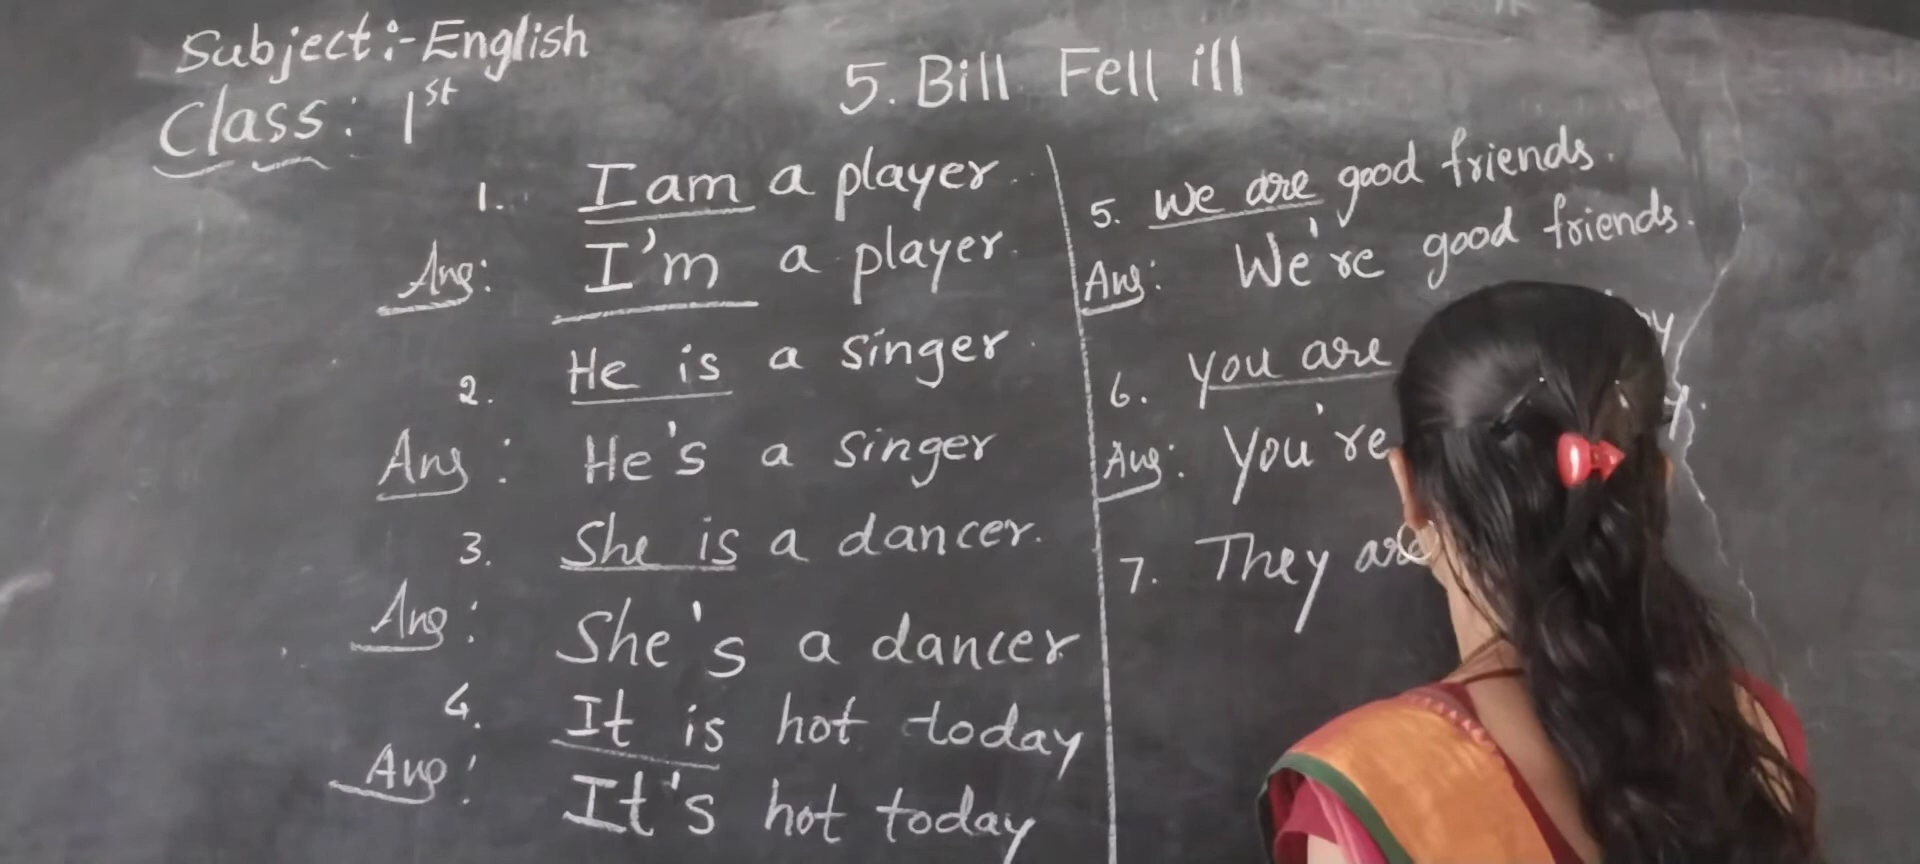 Subject:- English
Class: 1st
5. Bill Fell ill
1. I am a player
Ans: I'm a player.
2. He is a singer
Ans: He's a singer
3. She is a dancer.
Ans: She's a dancer
4. It is hot today
Ans: It's hot today
5. We are good friends.
Ans: We're good friends.
6. You are
Ans: You're
7. They are